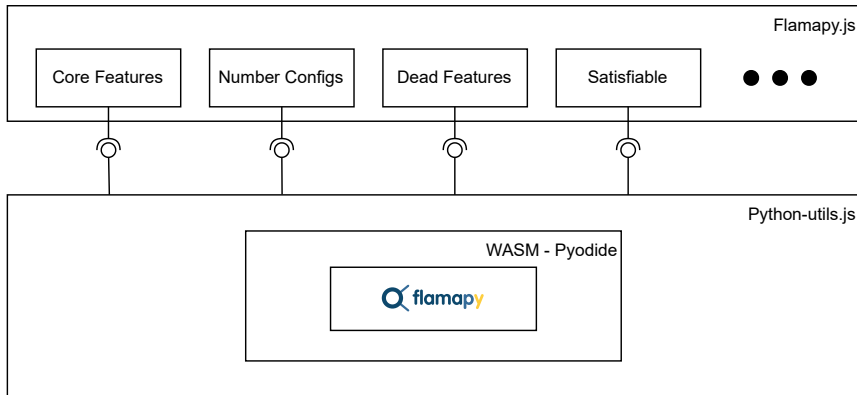 Flamapy.js
Core Features
Number Configs
Dead Features
Satisfiable
Python-utils.js
WASM - Pyodide
flamapy